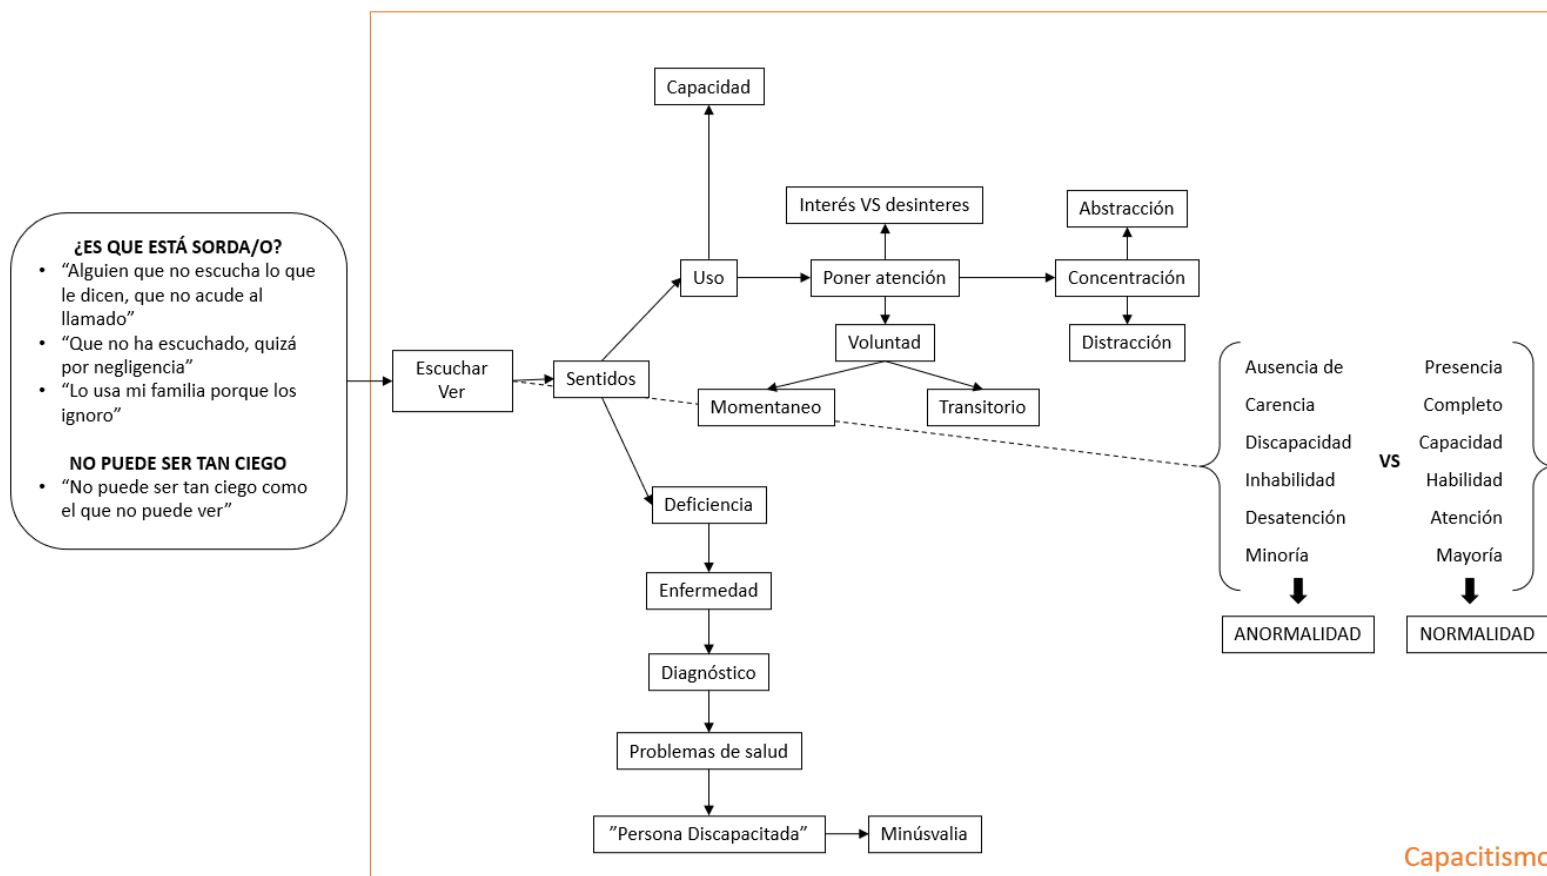 ¿ES QUE ESTÁ SORDA/O?
• “Alguien que no escucha lo que
le dicen, que no acude al
llamado”
• “Que no ha escuchado, quizá
por negligencia”
• “Lo usa mi familia porque los
ignoro”
NO PUEDE SER TAN CIEGO
• “No puede ser tan ciego como
el que no puede ver”
Escuchar
Ver
Sentidos
Capacidad
Uso
Interés VS desinteres
Poner atención
Voluntad
Momentaneo
Transitorio
Abstracción
Concentración
Distracción
Deficiencia
Enfermedad
Diagnóstico
Problemas de salud
”Persona Discapacitada”
Minúsvalia
Ausencia de
Carencia
Discapacidad
Inhabilidad
Desatención
Minoría
ANORMALIDAD
VS
Presencia
Completo
Capacidad
Habilidad
Atención
Mayoría
NORMALIDAD
Capacitismo